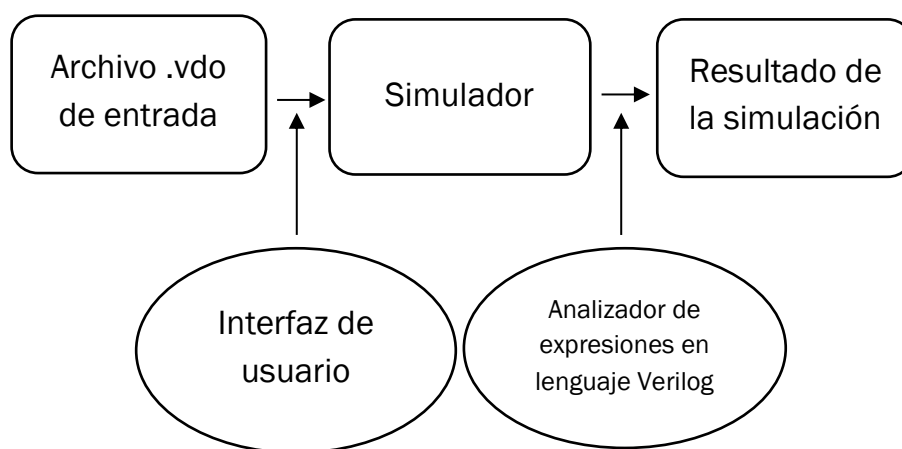 Archivo .vdo
de entrada
Simulador
Resultado de
la simulación
Interfaz de
usuario
Analizador de
expresiones en
lenguaje Verilog